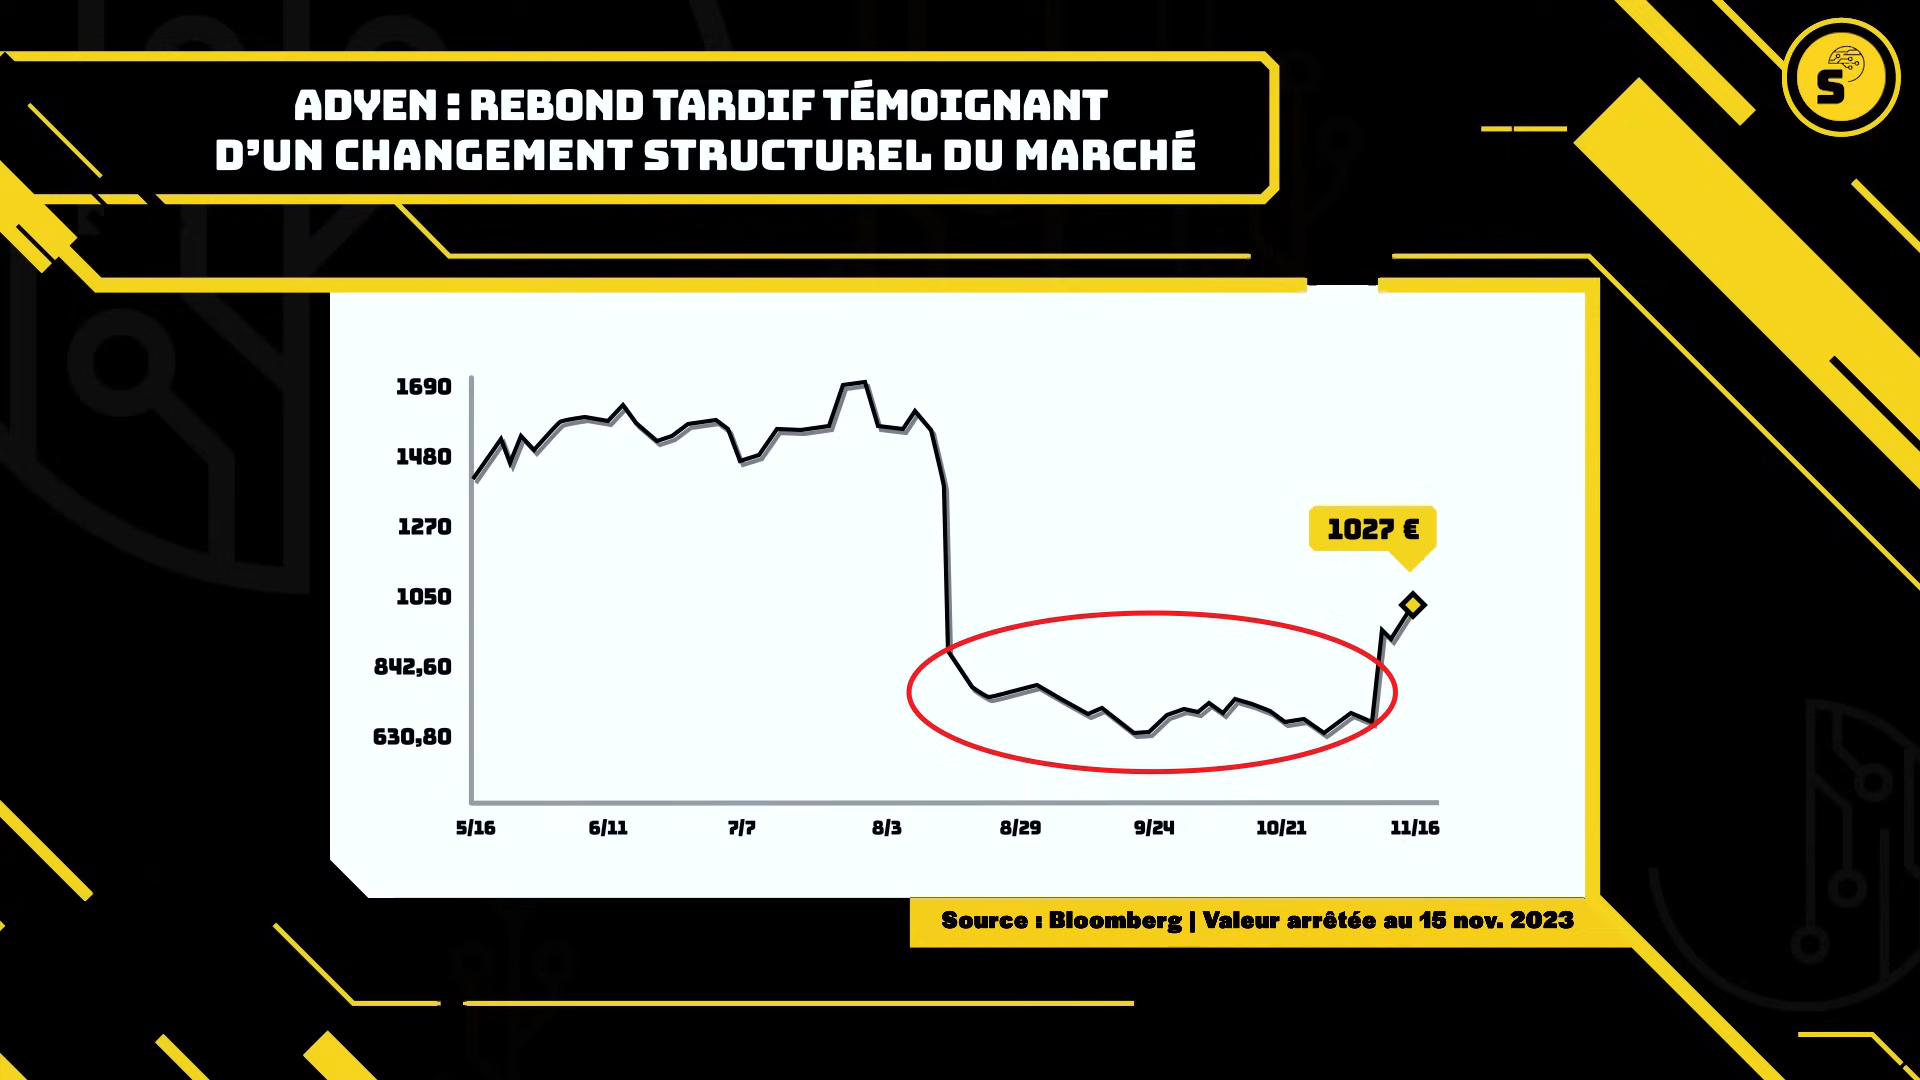 S
ADYEN : REBOND TARDIF TÉMOIGNANT
D'UN CHANGEMENT STRUCTUREL DU MARCHÉ
1690
1480
1270
1050
842,60
630,80
1027 €
5/16 6/11 7/7 8/3 8/29 9/24 10/21 11/16
Source : Bloomberg | Valeur arrêtée au 15 nov. 2023